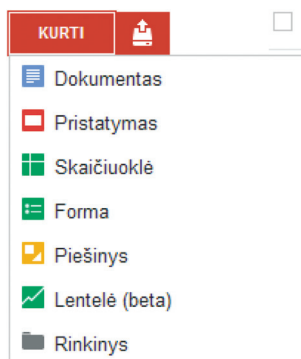 KURTI
Dokumentas
Pristatymas
Skaičiuoklė
Forma
Piešinys
Lentelė (beta)
Rinkinys